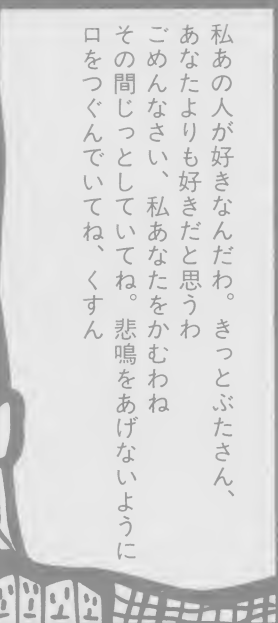 私あの人が好きなんだわ。きっとぶたさん、
あなたよりも好きだと思うわ
ごめんなさい、私あなたをかむわね
その間じっとしていてね。悲鳴をあげないように
口をつぐんでいてね、くすん